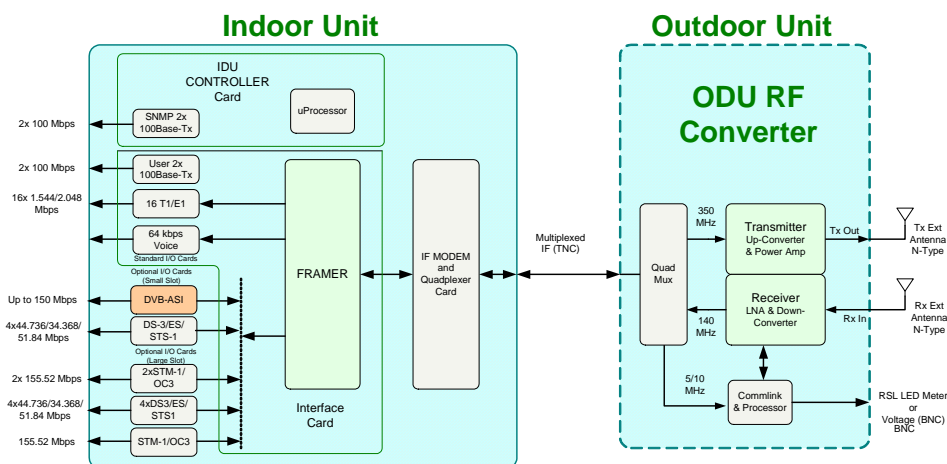 Indoor Unit
Outdoor Unit
IDU
CONTROLLER
Card
uProcessor
2x 100 Mbps
SNMP 2x
100Base-Tx
2x 100 Mbps
User 2x
100Base-Tx
16x 1.544/2.048
Mbps
16 T1/E1
64 kbps
Voice
Standard I/O Cards
Optional I/O Cards
(Small Slot)
Up to 150 Mbps
DVB-ASI
4x44.736/34.368/
51.84 Mbps
DS-3/ES/
STS-1
Optional I/O Cards
(Large Slot)
2x 155.52 Mbps
2xSTM-1/
OC3
4x44.736/34.368/
51.84 Mbps
4xDS3/ES/
STS1
155.52 Mbps
STM-1/OC3
FRAMER
Interface
Card
IF MODEM
and
Quadplexer
Card
Multiplexed
IF (TNC)
ODU RF
Converter
Quad
Mux
350
MHz
Transmitter
Up-Converter
& Power Amp
Tx Out
Tx Ext
Antenna
N-Type
140
MHz
Receiver
LNA & Down-
Converter
Rx In
Rx Ext
Antenna
N-Type
5/10
MHz
Commlink
& Processor
RSL LED Meter
or
Voltage (BNC)
BNC